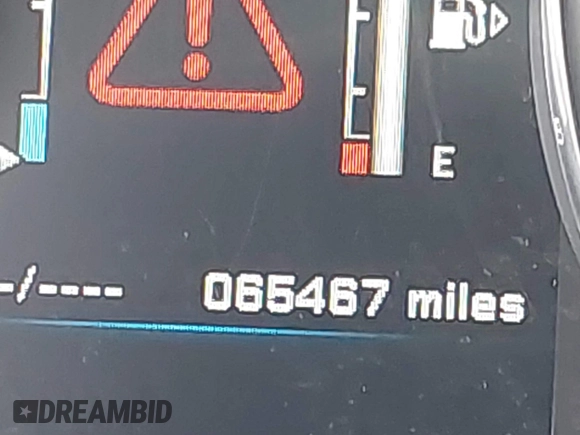 E
-/---- 065467 miles
DREAMBID